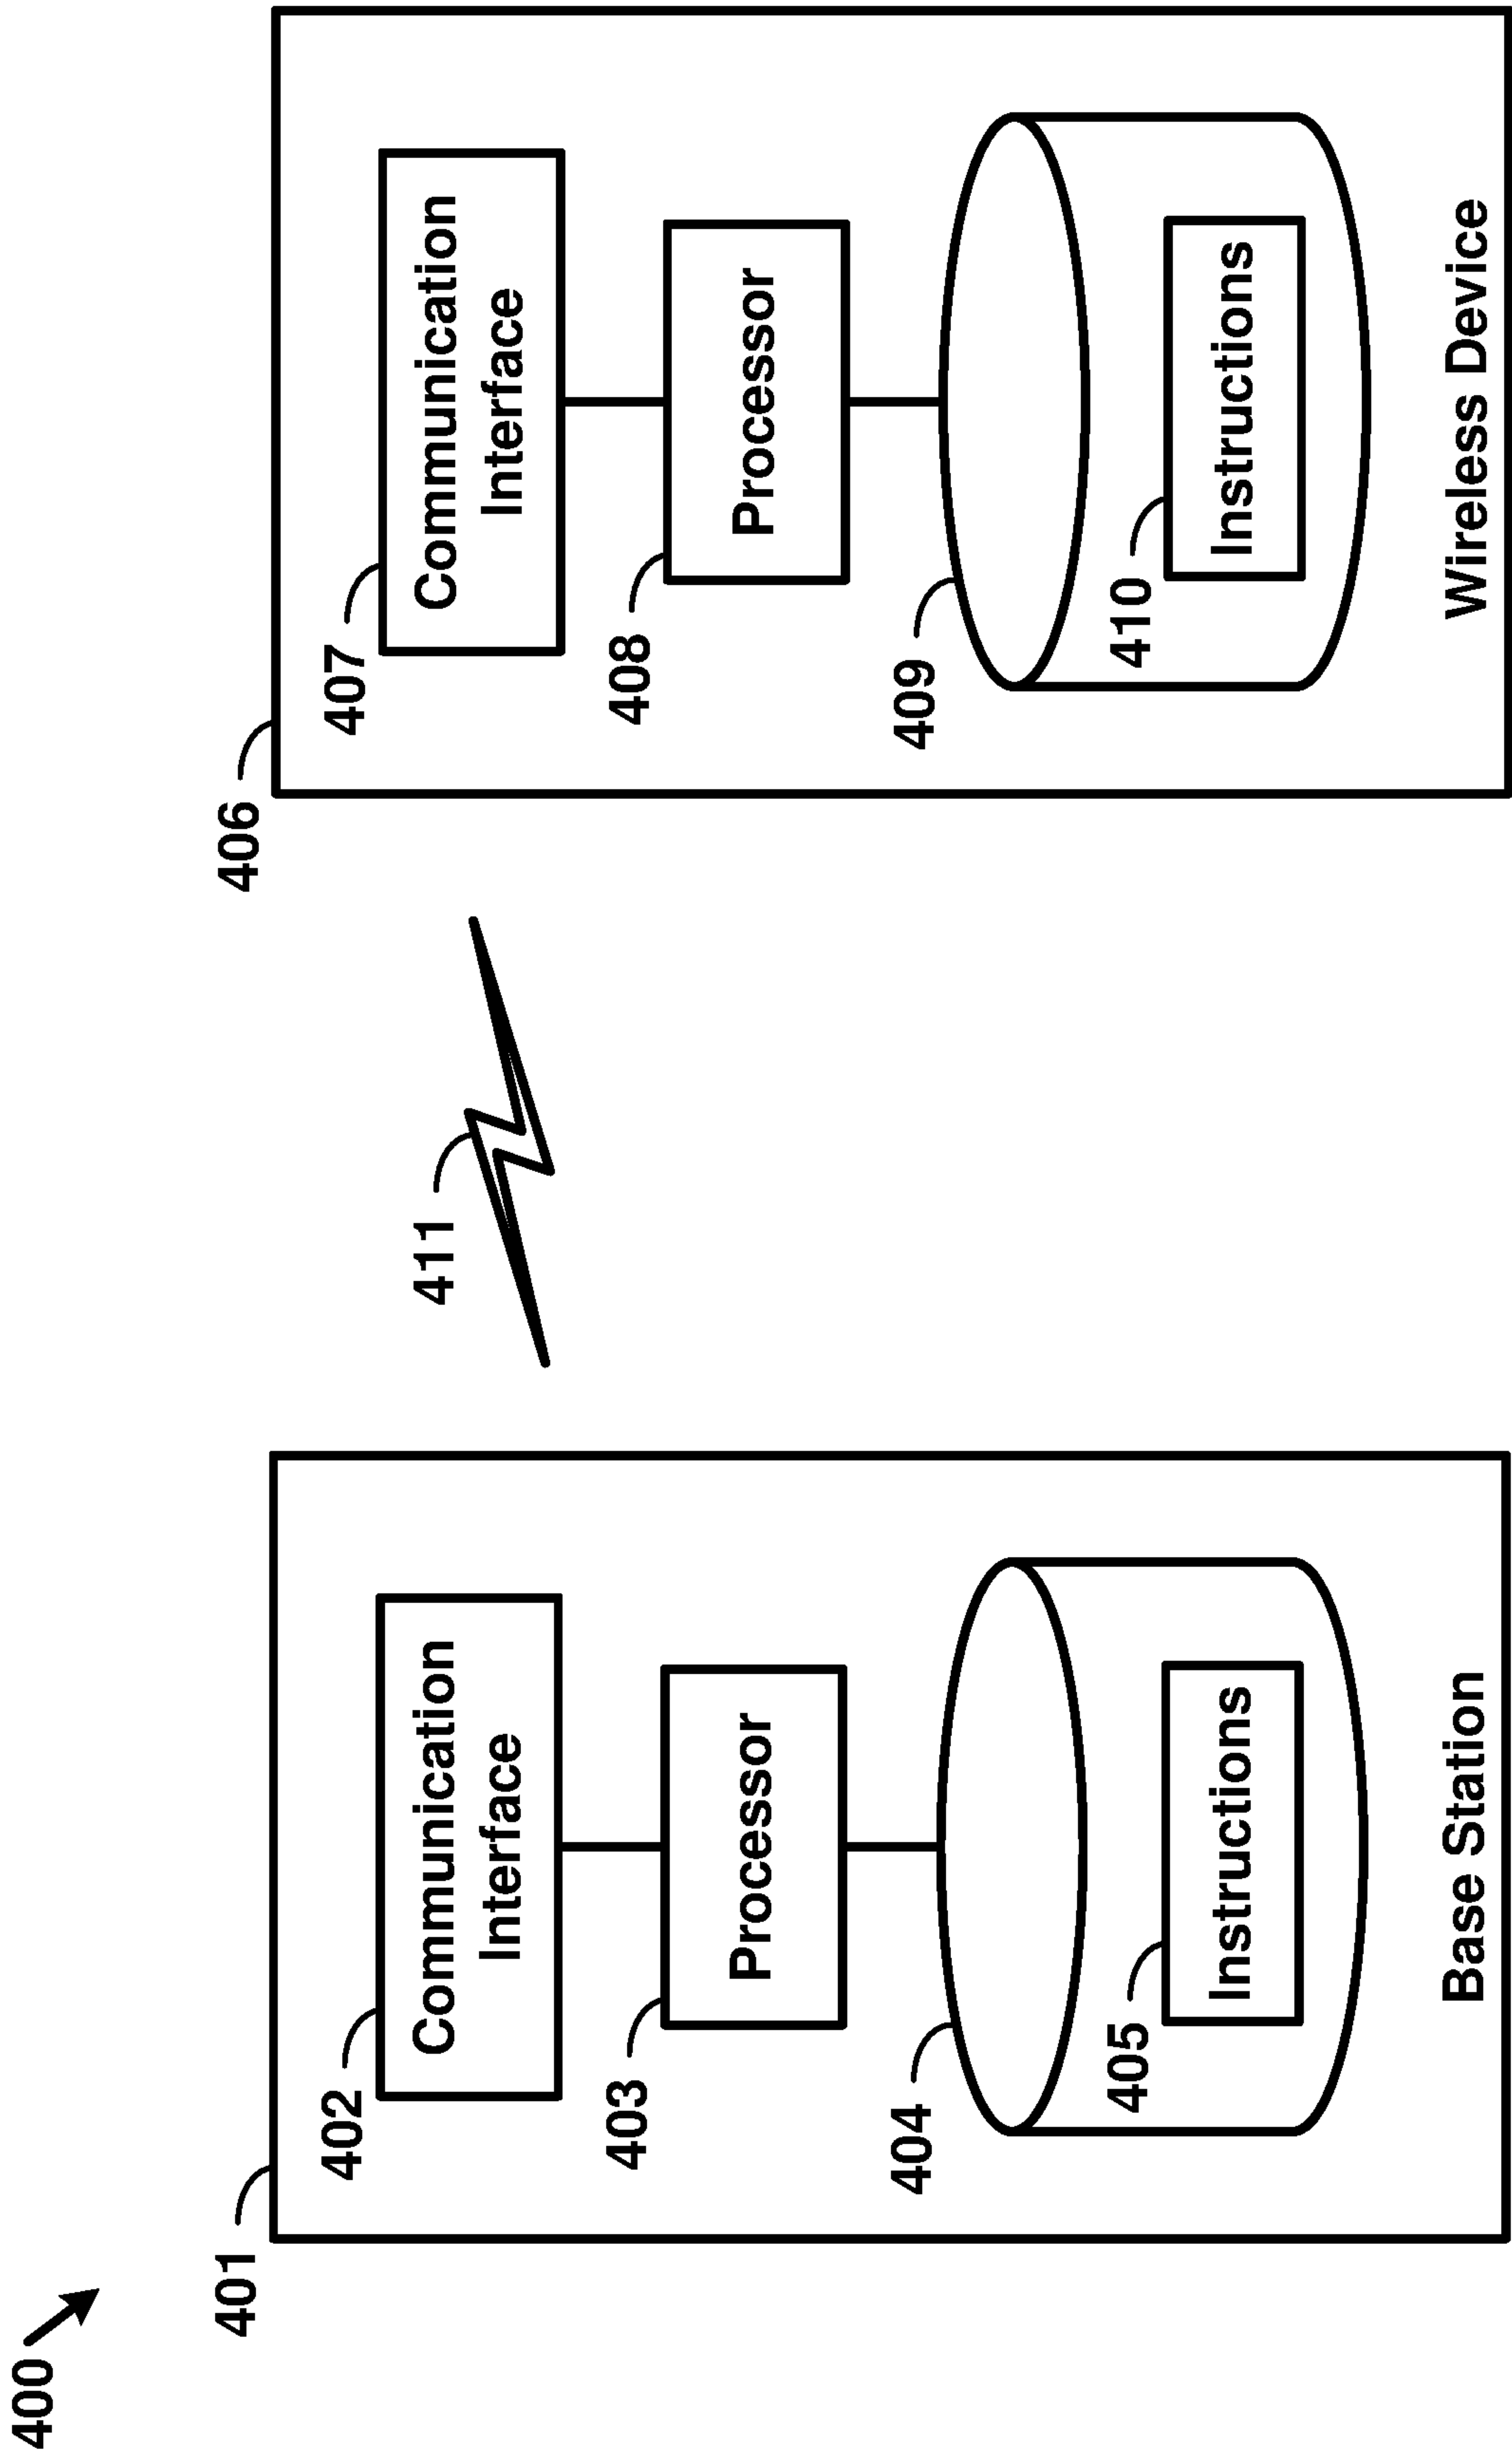 400
401
402
Communication
Interface
403
Processor
404
405
Instructions
Base Station
411
406
407
Communication
Interface
408
Processor
409
410
Instructions
Wireless Device